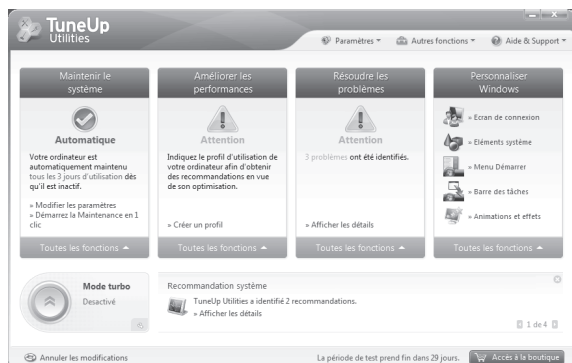 TuneUp
Utilities
Paramètres
Autres fonctions
Aide & Support
Maintenir le
système
Automatique
Votre ordinateur est
automatiquement maintenu
tous les 3 jours d'utilisation dès
qu'il est inactif.
» Modifier les paramètres
» Démarrez la Maintenance en 1
clic
Toutes les fonctions
Améliorer les
performances
Attention
Indiquez le profil d'utilisation de
votre ordinateur afin d'obtenir
des recommandations en vue
de son optimisation.
» Créer un profil
Toutes les fonctions
Résoudre les
problèmes
Attention
3 problèmes ont été identifiés.
» Afficher les détails
Toutes les fonctions
Personnaliser
Windows
» Ecran de connexion
» Eléments système
» Menu Démarrer
» Barre des tâches
» Animations et effets
Toutes les fonctions
Mode turbo
Désactivé
Recommandation système
TuneUp Utilities a identifié 2 recommandations.
» Afficher les détails
1 de 4
Annuler les modifications
La période de test prend fin dans 29 jours.
Accès à la boutique